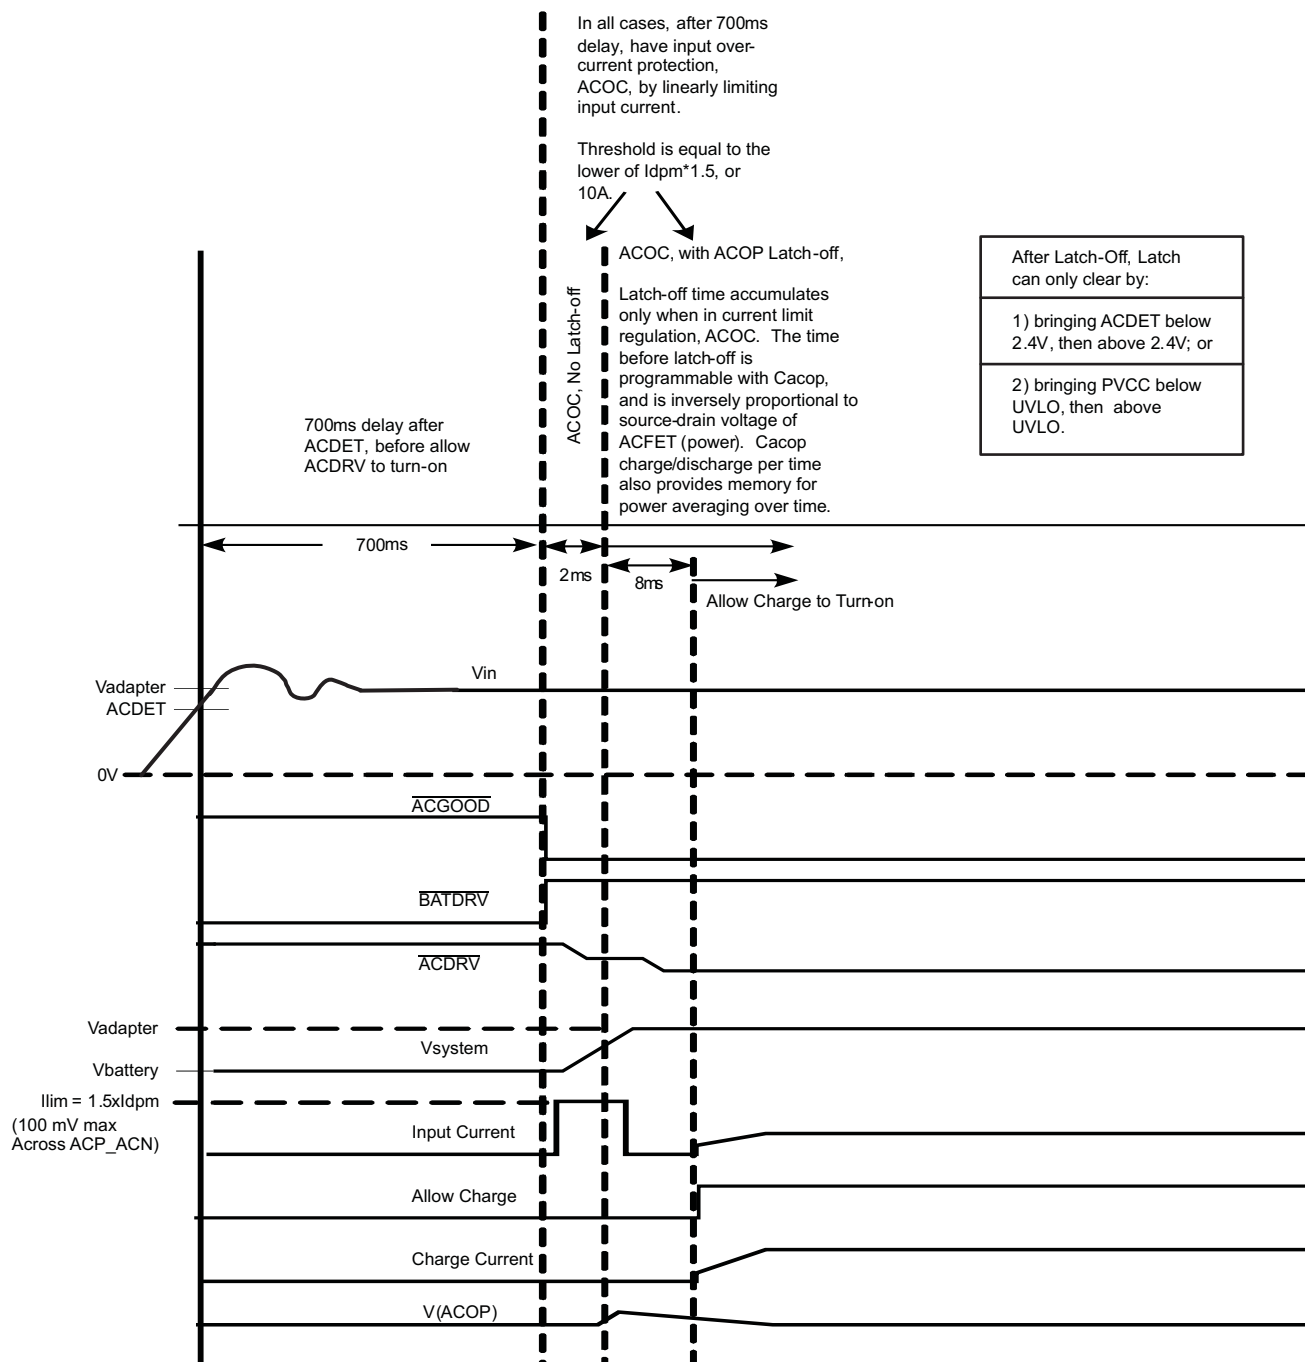 In all cases, after 700ms
delay, have input over-
current protection,
ACOC, by linearly limiting
input current.
Threshold is equal to the
lower of Idpm*1.5, or
10A.
ACOC, No Latch-off
ACOC, with ACOP Latch-off,
Latch-off time accumulates
only when in current limit
regulation, ACOC. The time
before latch-off is
programmable with Cacop,
and is inversely proportional to
source-drain voltage of
ACFET (power). Cacop
charge/discharge per time
also provides memory for
power averaging over time.
After Latch-Off, Latch
can only clear by:
1) bringing ACDET below
2.4V, then above 2.4V; or
2) bringing PVCC below
UVLO, then above
UVLO.
700ms delay after
ACDET, before allow
ACDRV to turn-on
700ms
2ms
8ms
Allow Charge to Turn-on
Vin
Vadapter
ACDET
0V
ACGOOD
BATDRV
ACDRV
Vadapter
Vsystem
Vbattery
Ilim = 1.5xIdpm
(100 mV max
Across ACP_ACN)
Input Current
Allow Charge
Charge Current
V(ACOP)